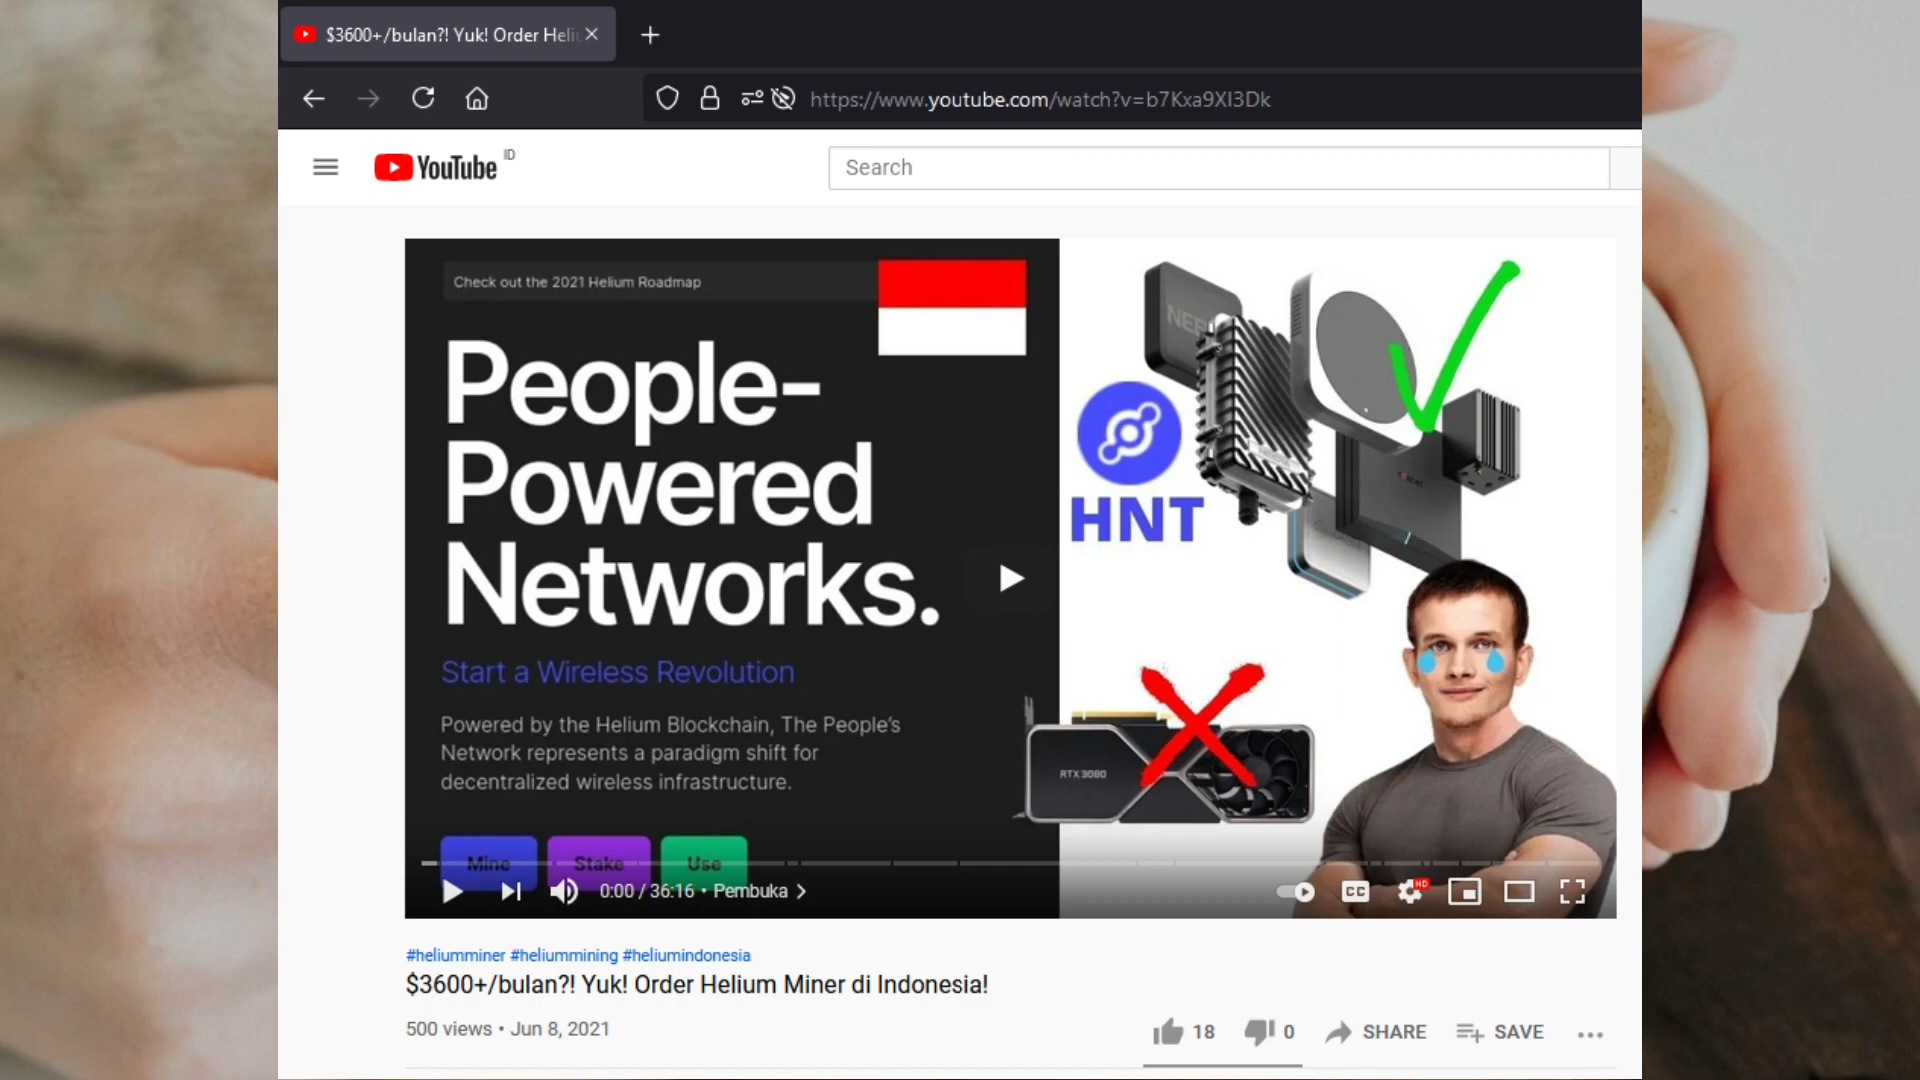 $3600+/bulan?! Yuk! Order Heli
https://www.youtube.com/watch?v=b7Kxa9XI3Dk
YouTube ID
Search
Check out the 2021 Helium Roadmap
People-
Powered
Networks.
Start a Wireless Revolution
Powered by the Helium Blockchain, The People's
Network represents a paradigm shift for
decentralized wireless infrastructure.
Mine Stake Use
HNT
RTX 3080
0:00 / 36:16 • Pembuka
CC
HD
#heliumminer #heliummining #heliumindonesia
$3600+/bulan?! Yuk! Order Helium Miner di Indonesia!
500 views • Jun 8, 2021
18 0 SHARE SAVE